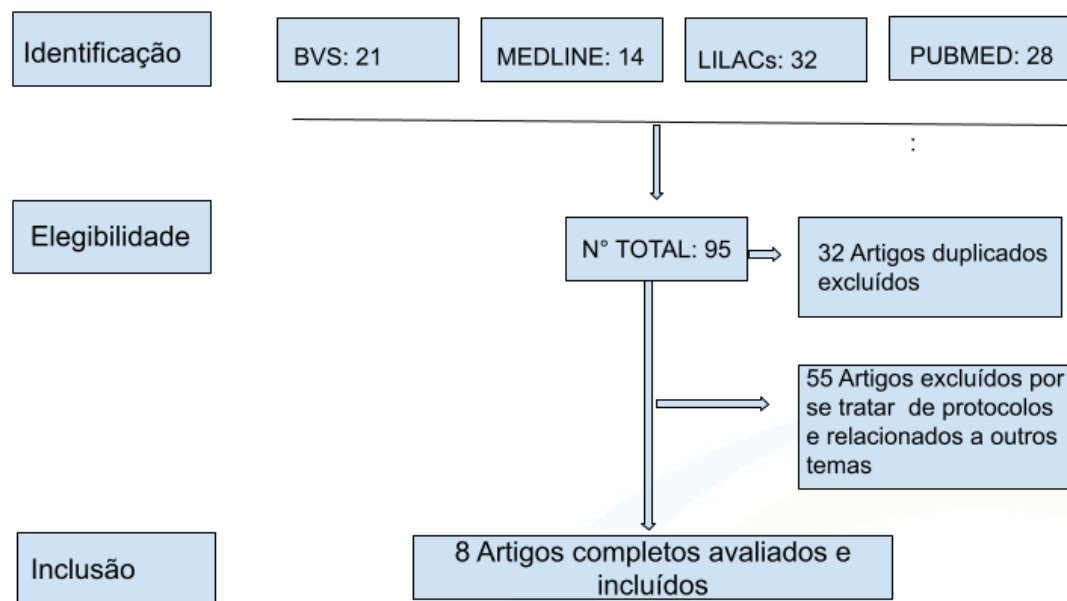 Identificação
BVS: 21
MEDLINE: 14
LILACs: 32
PUBMED: 28
:
Elegibilidade
N° TOTAL: 95
32 Artigos duplicados
excluídos
55 Artigos excluídos por
se tratar de protocolos
e relacionados a outros
temas
Inclusão
8 Artigos completos avaliados e
incluídos